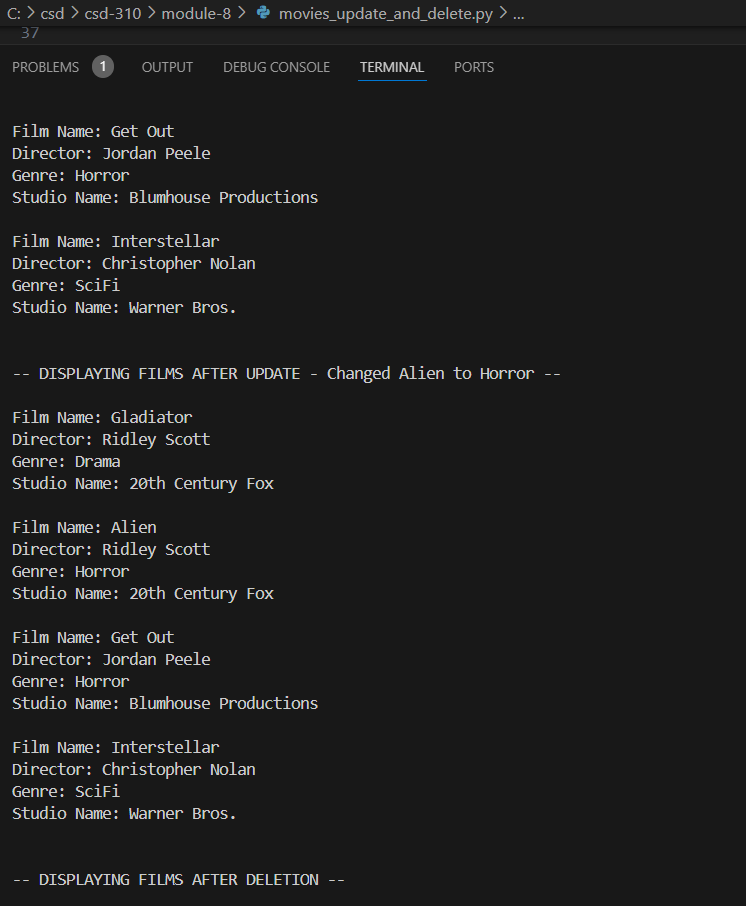 C: > csd > csd-310 > module-8 > movies_update_and_delete.py > ...
37
PROBLEMS 1 OUTPUT DEBUG CONSOLE TERMINAL PORTS
Film Name: Get Out
Director: Jordan Peele
Genre: Horror
Studio Name: Blumhouse Productions
Film Name: Interstellar
Director: Christopher Nolan
Genre: SciFi
Studio Name: Warner Bros.
-- DISPLAYING FILMS AFTER UPDATE - Changed Alien to Horror --
Film Name: Gladiator
Director: Ridley Scott
Genre: Drama
Studio Name: 20th Century Fox
Film Name: Alien
Director: Ridley Scott
Genre: Horror
Studio Name: 20th Century Fox
Film Name: Get Out
Director: Jordan Peele
Genre: Horror
Studio Name: Blumhouse Productions
Film Name: Interstellar
Director: Christopher Nolan
Genre: SciFi
Studio Name: Warner Bros.
-- DISPLAYING FILMS AFTER DELETION --